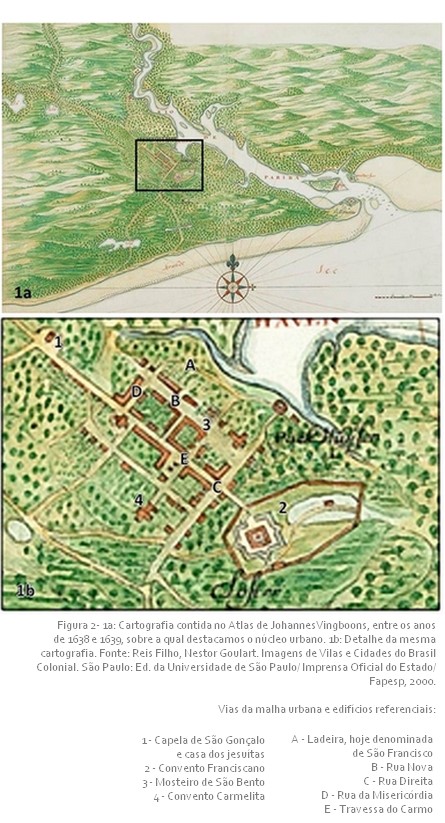 PARIBA
See
1a
HAVEN
1
A
D
B
3
E
C
4
2
1b
Figura 2- 1a: Cartografia contida no Atlas de JohannesVingboons, entre os anos
de 1638 e 1639, sobre a qual destacamos o núcleo urbano. 1b: Detalhe da mesma
cartografia. Fonte: Reis Filho, Nestor Goulart. Imagens de Vilas e Cidades do Brasil
Colonial. São Paulo: Ed. da Universidade de São Paulo/ Imprensa Oficial do Estado/
Fapesp, 2000.
Vias da malha urbana e edifícios referenciais:
1 - Capela de São Gonçalo
e casa dos jesuítas
2 - Convento Franciscano
3 - Mosteiro de São Bento
4 - Convento Carmelita
A - Ladeira, hoje denominada
de São Francisco
B - Rua Nova
C - Rua Direita
D - Rua da Misericórdia
E - Travessa do Carmo